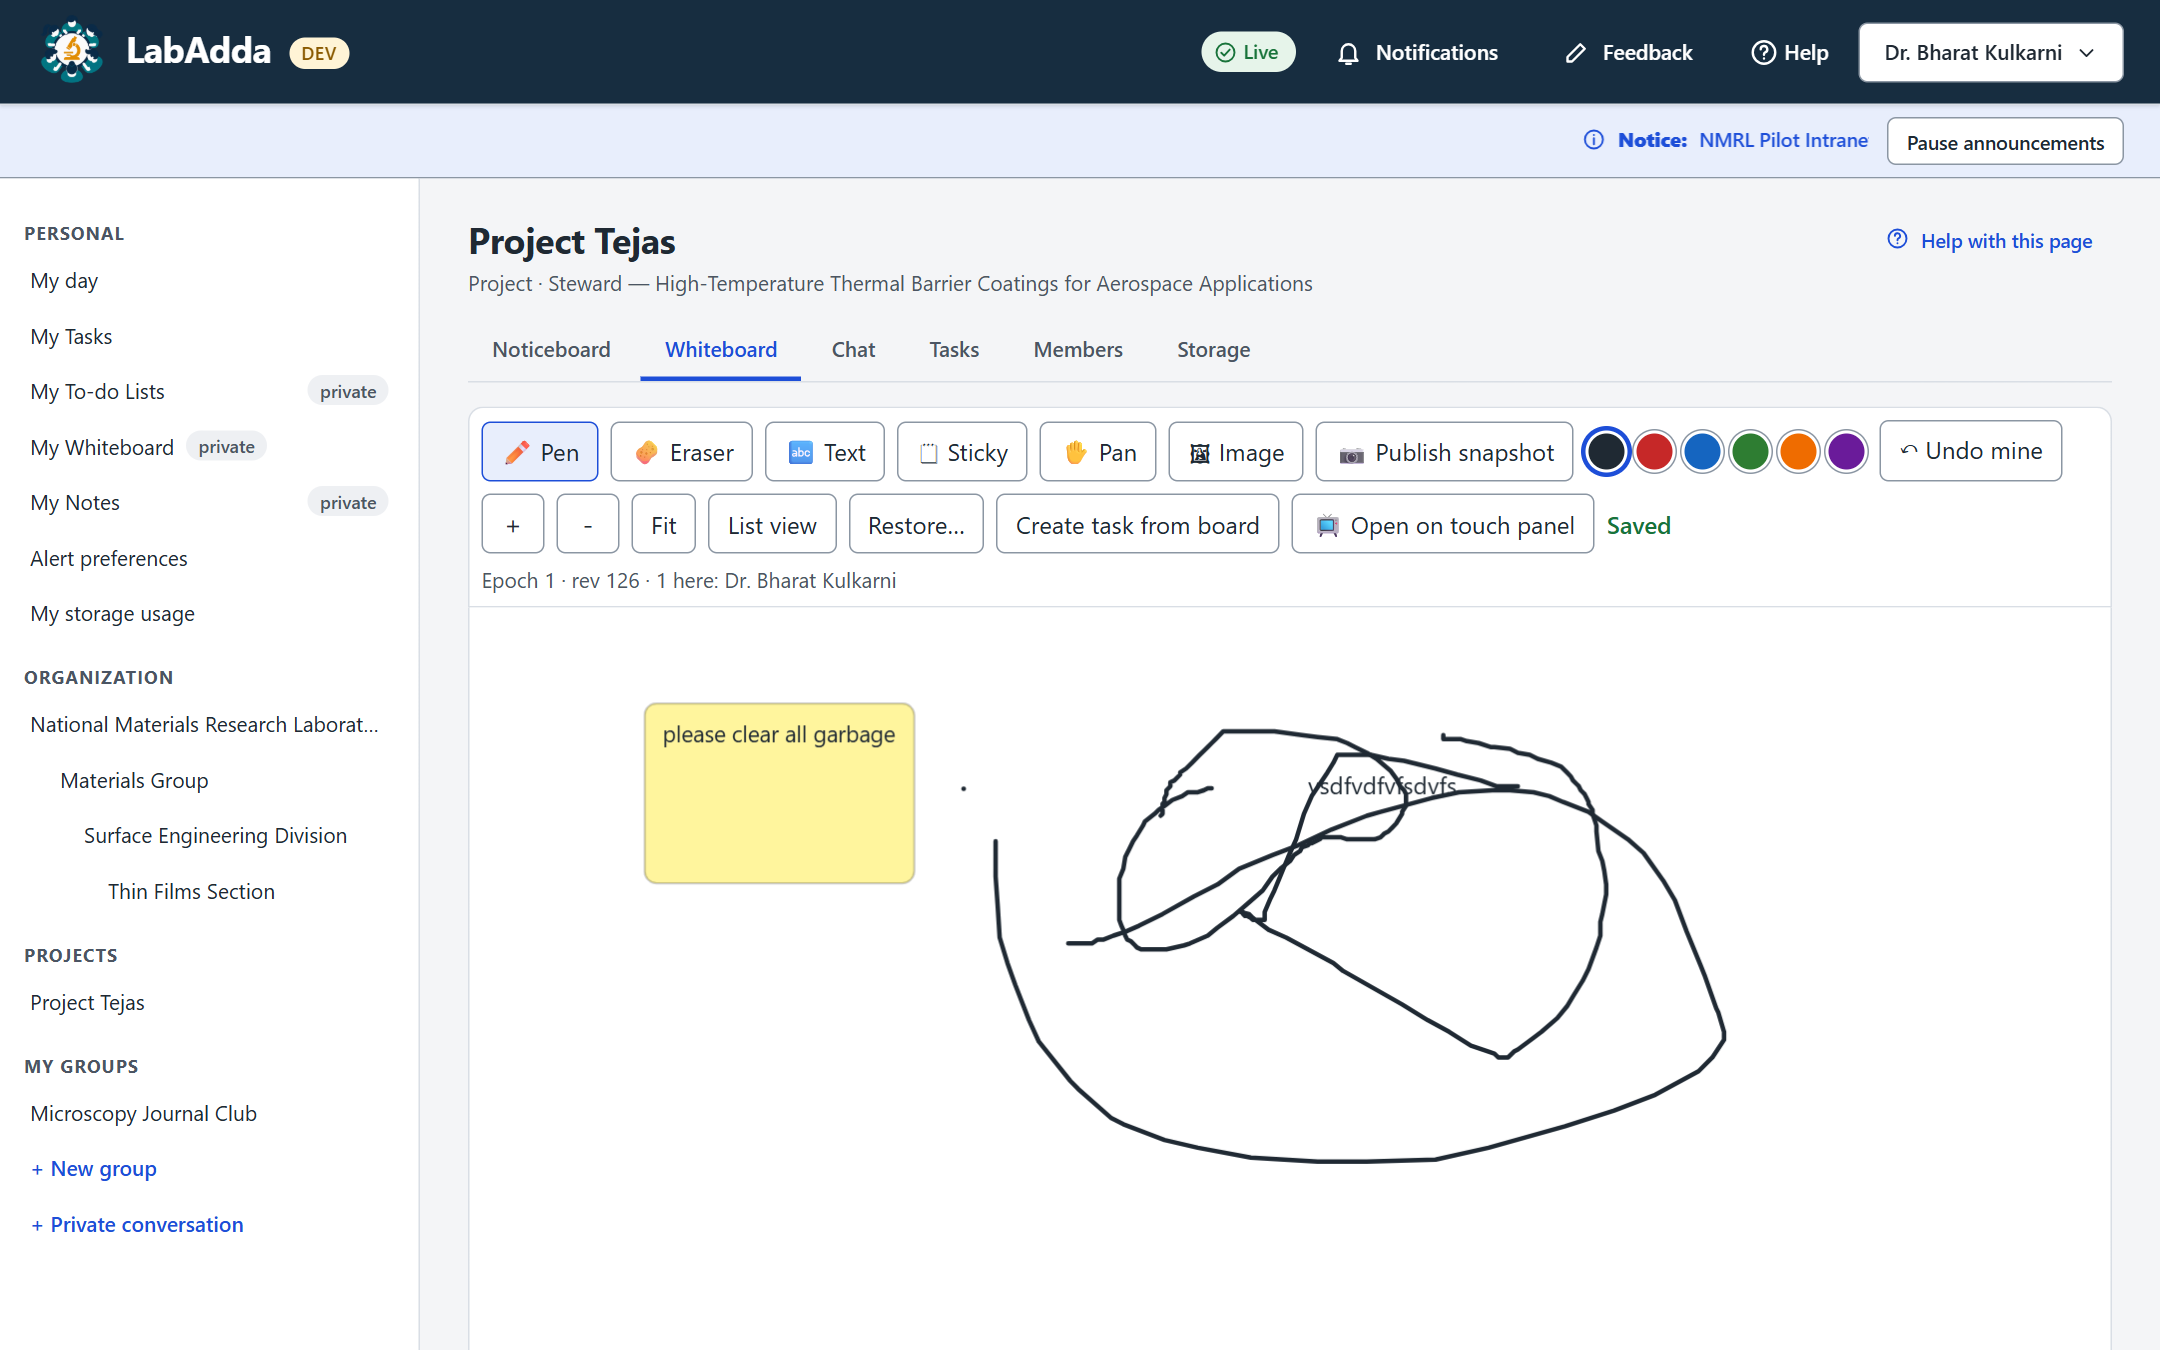 LabAdda DEV
Live
Notifications
Feedback
Help
Dr. Bharat Kulkarni
Notice: NMRL Pilot Intrane
Pause announcements
PERSONAL
My day
My Tasks
My To-do Lists private
My Whiteboard private
My Notes private
Alert preferences
My storage usage
ORGANIZATION
National Materials Research Laborat...
Materials Group
Surface Engineering Division
Thin Films Section
PROJECTS
Project Tejas
MY GROUPS
Microscopy Journal Club
+ New group
+ Private conversation
Project Tejas
Help with this page
Project · Steward — High-Temperature Thermal Barrier Coatings for Aerospace Applications
Noticeboard Whiteboard Chat Tasks Members Storage
Pen Eraser abc Text Sticky Pan Image Publish snapshot Undo mine
+ - Fit List view Restore... Create task from board Open on touch panel Saved
Epoch 1 · rev 126 · 1 here: Dr. Bharat Kulkarni
please clear all garbage
vsdfvdfvfsdvfs